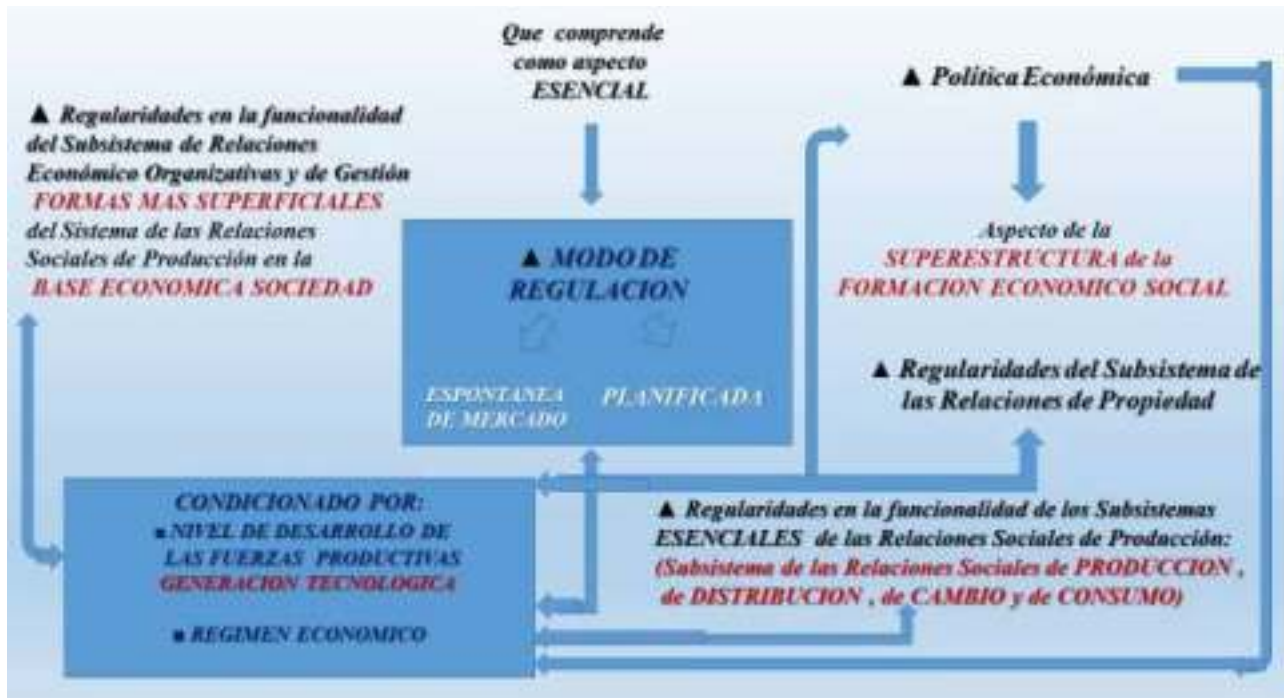 Que comprende
como aspecto
ESENCIAL
▲ Política Económica
▲ Regularidades en la funcionalidad
del Subsistema de Relaciones
Económico Organizativas y de Gestión
FORMAS MAS SUPERFICIALES
del Sistema de las Relaciones
Sociales de Producción en la
BASE ECONOMICA SOCIEDAD
▲ MODO DE
REGULACION
ESPONTANEA
DE MERCADO
PLANIFICADA
Aspecto de la
SUPERESTRUCTURA de la
FORMACION ECONOMICO SOCIAL
▲ Regularidades del Subsistema de
las Relaciones de Propiedad
CONDICIONADO POR:
■ NIVEL DE DESARROLLO DE
LAS FUERZAS PRODUCTIVAS
GENERACION TECNOLOGICA
■ REGIMEN ECONOMICO
▲ Regularidades en la funcionalidad de los Subsistemas
ESENCIALES de las Relaciones Sociales de Producción:
(Subsistema de las Relaciones Sociales de PRODUCCION ,
de DISTRIBUCION , de CAMBIO y de CONSUMO)